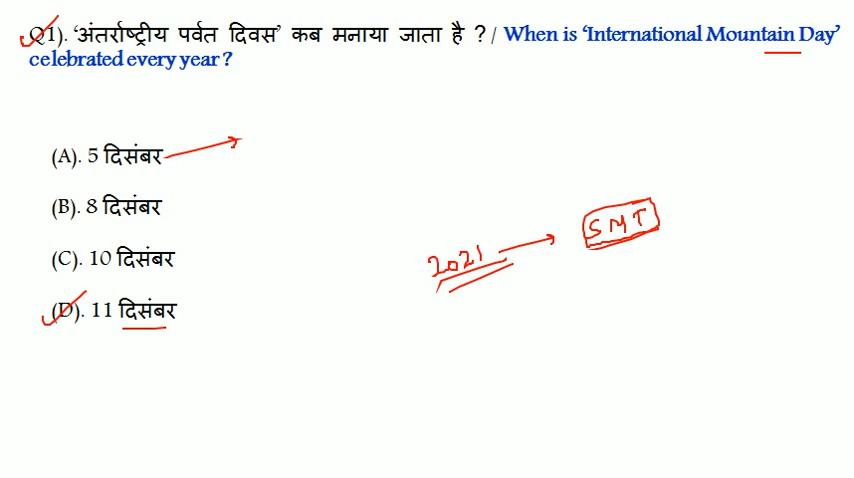 Q1). ‘अंतर्राष्ट्रीय पर्वत दिवस’ कब मनाया जाता है ? / When is ‘International Mountain Day’
celebrated every year ?
(A). 5 दिसंबर
(B). 8 दिसंबर
(C). 10 दिसंबर
(D). 11 दिसंबर
2021 → SMT